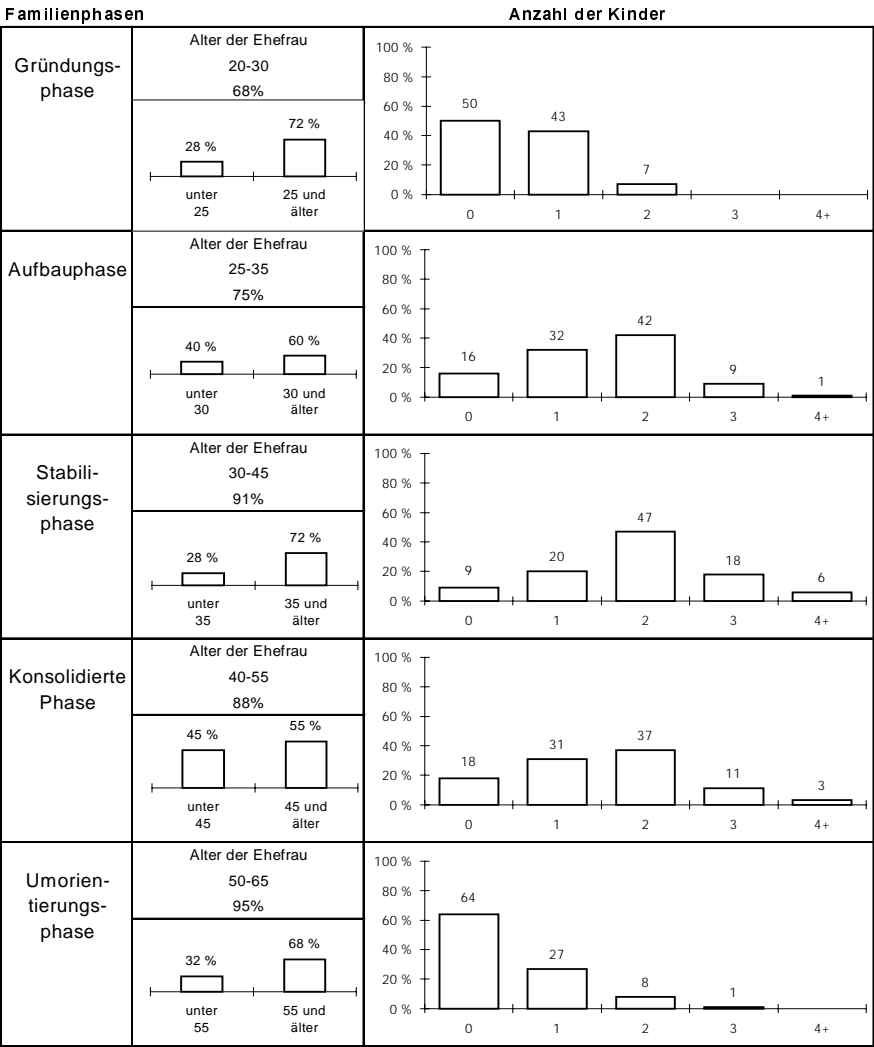 Familienphasen Anzahl der Kinder
Gründungs-
phase
Alter der Ehefrau
20-30
68%
28 %
72 %
unter
25
25 und
älter
100 %
80 %
60 %
40 %
20 %
0 %
50
43
7
0 1 2 3 4+
Aufbauphase
Alter der Ehefrau
25-35
75%
40 %
60 %
unter
30
30 und
älter
100 %
80 %
60 %
40 %
20 %
0 %
16
32
42
9
1
0 1 2 3 4+
Stabili-
sierungs-
phase
Alter der Ehefrau
30-45
91%
28 %
72 %
unter
35
35 und
älter
100 %
80 %
60 %
40 %
20 %
0 %
9
20
47
18
6
0 1 2 3 4+
Konsolidierte
Phase
Alter der Ehefrau
40-55
88%
45 %
55 %
unter
45
45 und
älter
100 %
80 %
60 %
40 %
20 %
0 %
18
31
37
11
3
0 1 2 3 4+
Umorien-
tierungs-
phase
Alter der Ehefrau
50-65
95%
32 %
68 %
unter
55
55 und
älter
100 %
80 %
60 %
40 %
20 %
0 %
64
27
8
1
0 1 2 3 4+